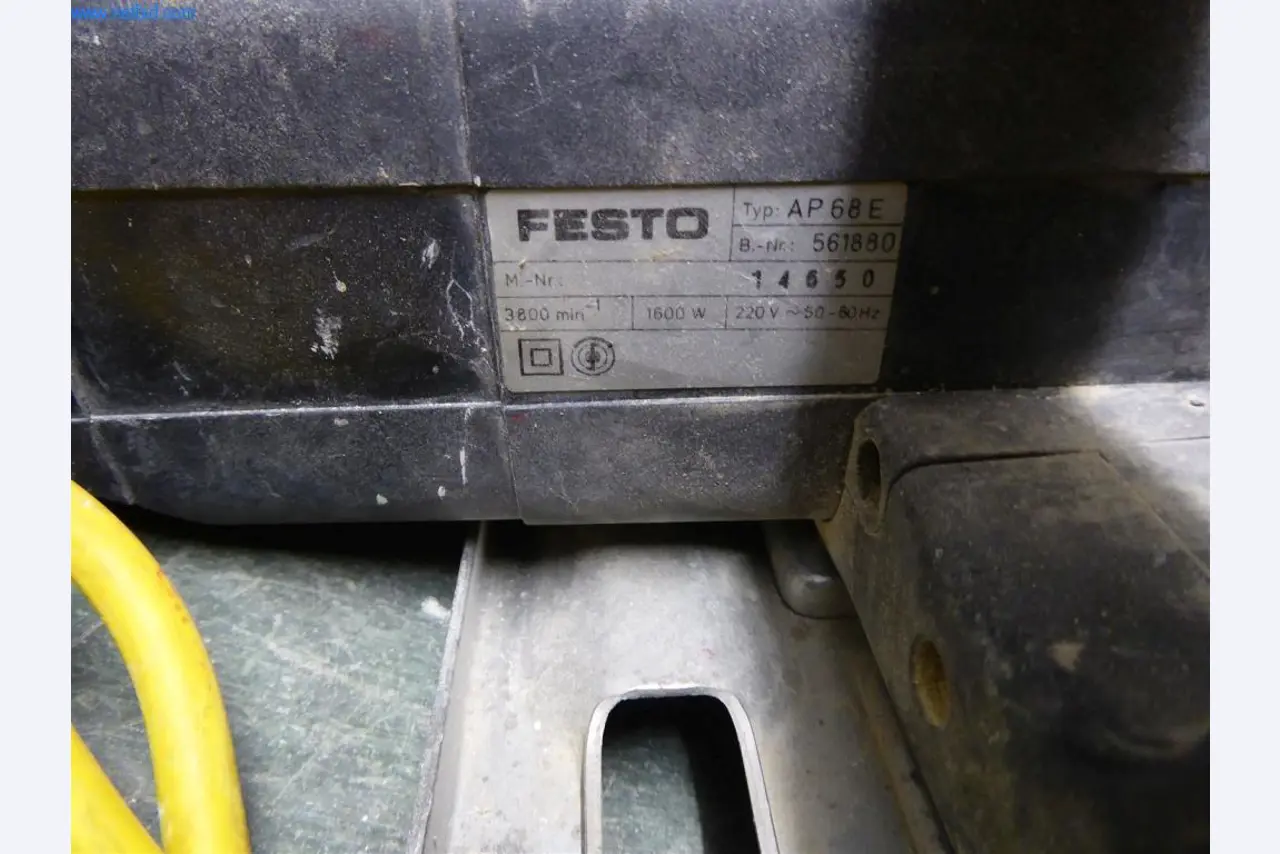 FESTO
Typ: AP 68 E
B.-Nr.: 561880
M.-Nr.: 14650
3800 min⁻¹ 1600 W 220 V ~ 50-60 Hz